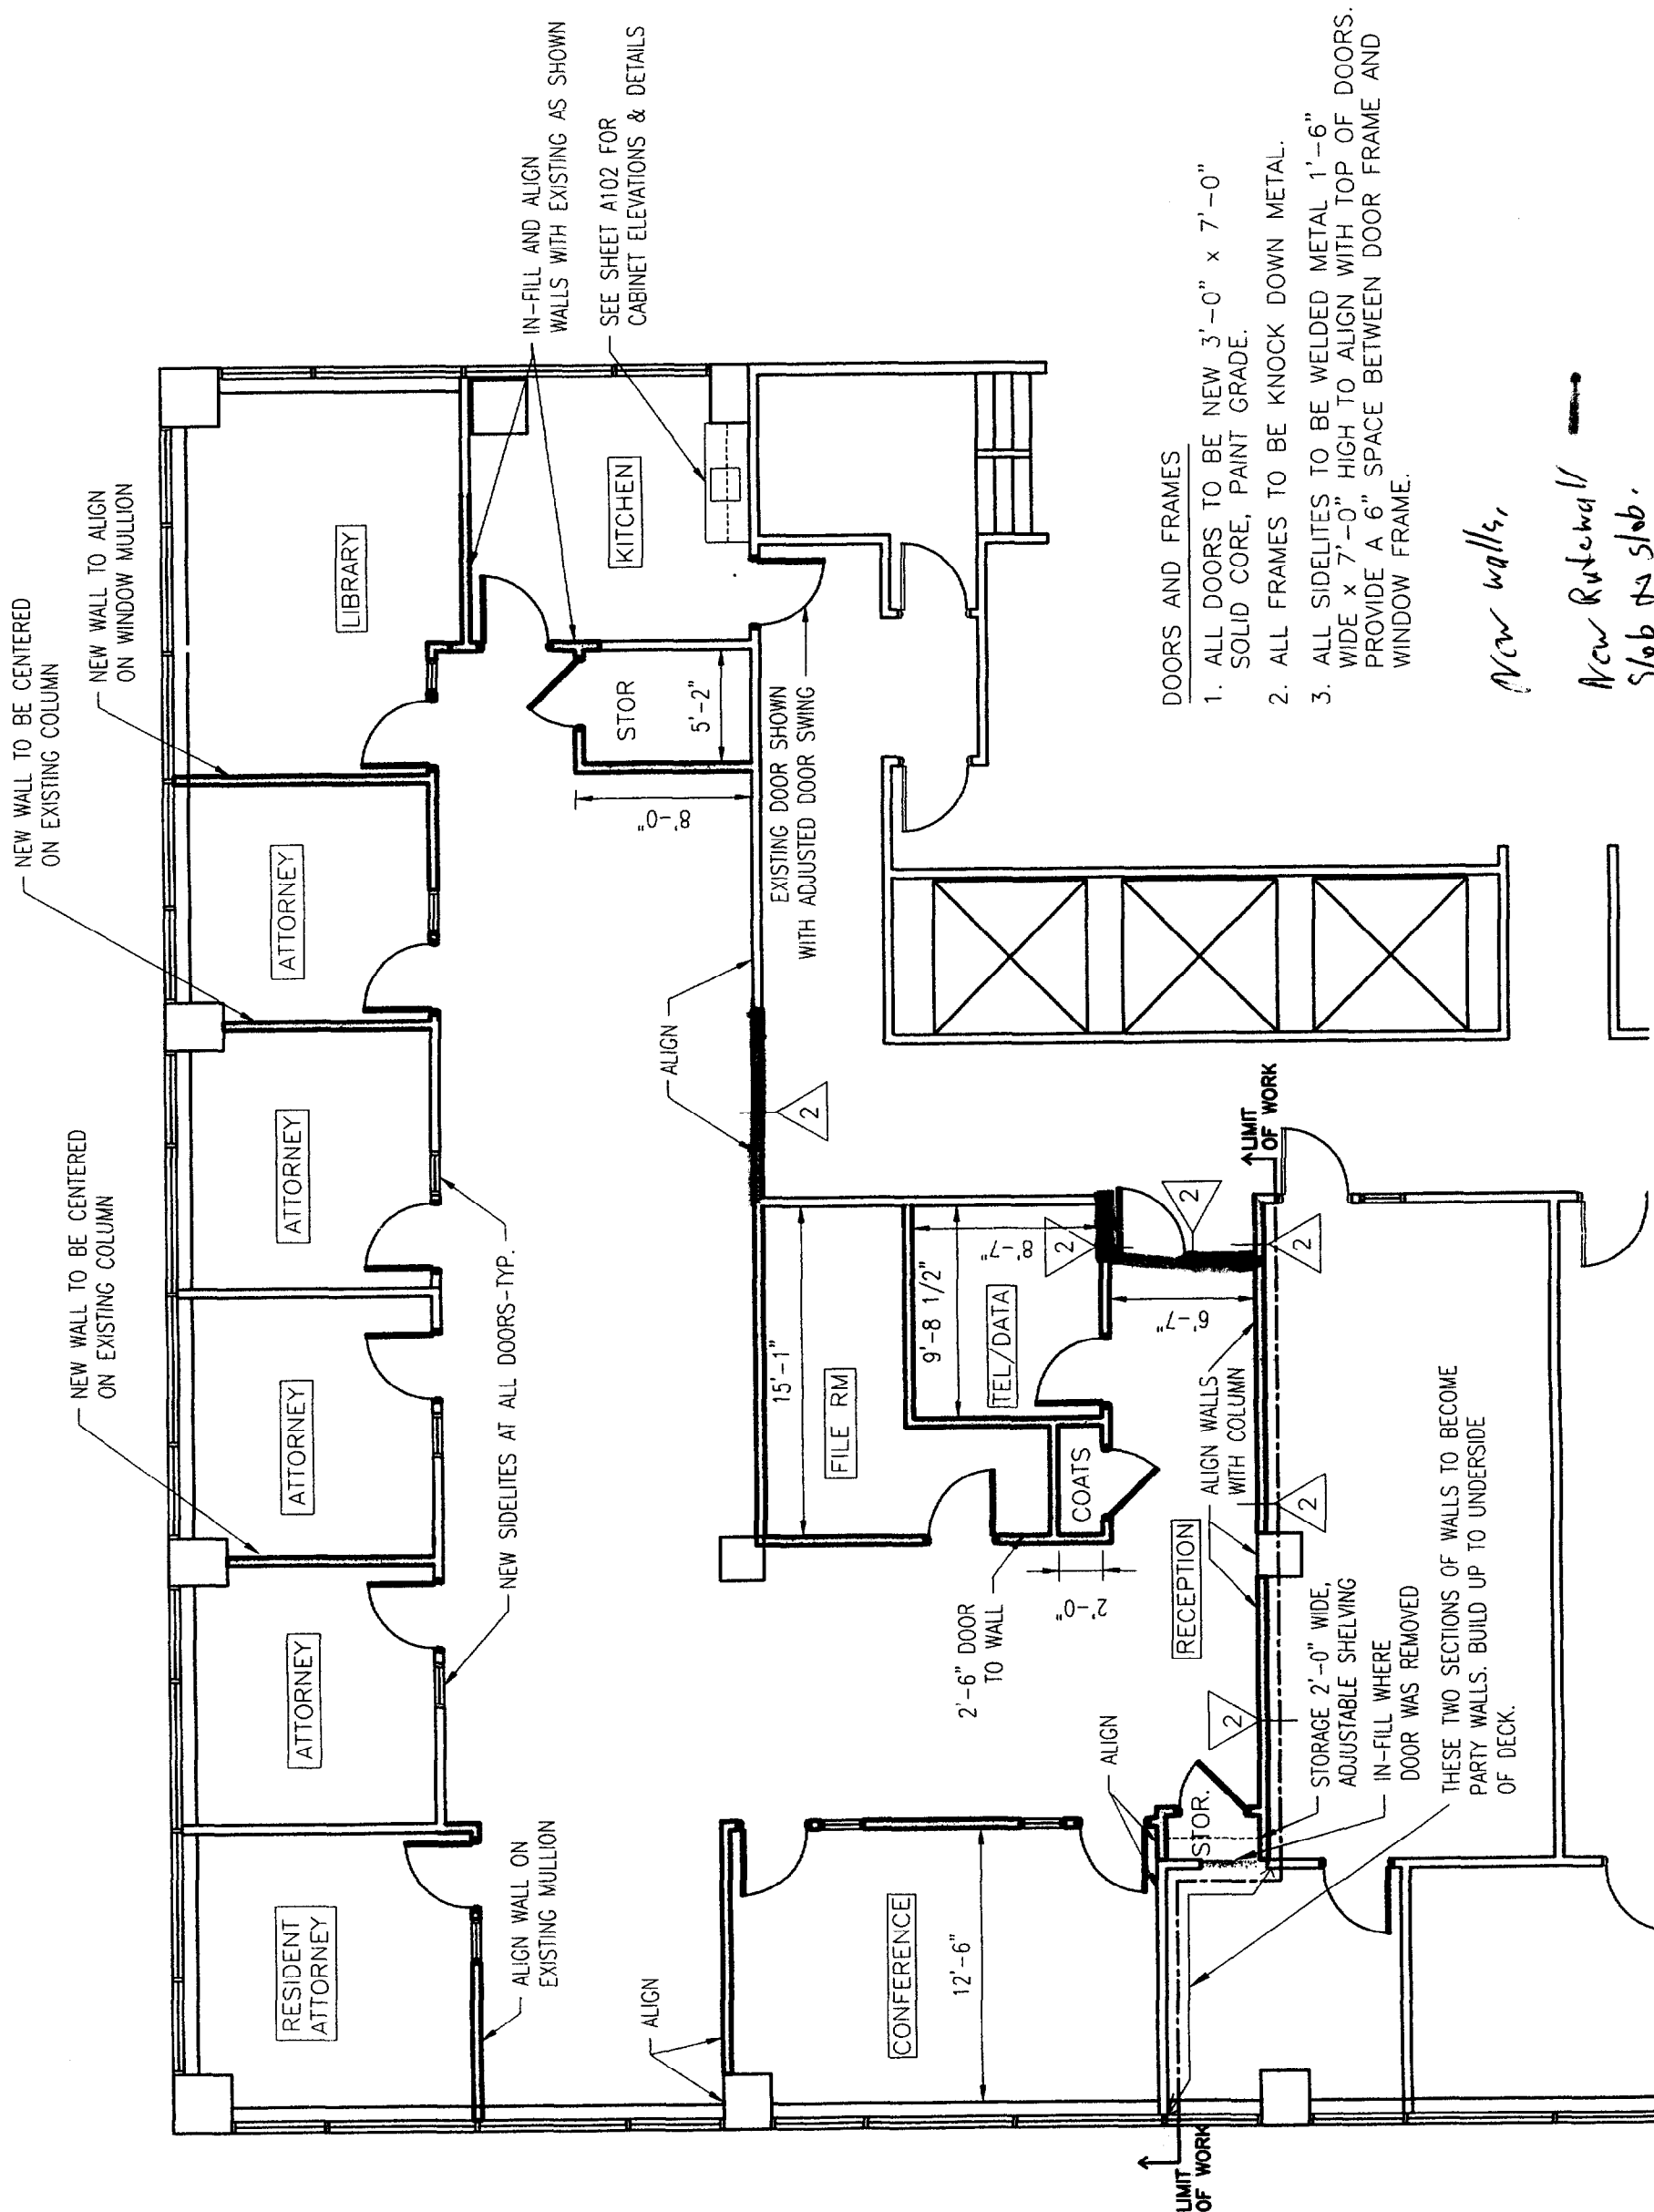 NEW WALL TO BE CENTERED
ON EXISTING COLUMN
NEW WALL TO BE CENTERED
ON EXISTING COLUMN
NEW WALL TO ALIGN
ON WINDOW MULLION
RESIDENT
ATTORNEY
ATTORNEY
ATTORNEY
ATTORNEY
ATTORNEY
LIBRARY
IN-FILL AND ALIGN
WALLS WITH EXISTING AS SHOWN
SEE SHEET A102 FOR
CABINET ELEVATIONS & DETAILS
KITCHEN
STOR
5'-2"
8'-0"
NEW SIDELITES AT ALL DOORS-TYP.
ALIGN WALL ON
EXISTING MULLION
ALIGN
ALIGN
2
EXISTING DOOR SHOWN
WITH ADJUSTED DOOR SWING
15'-1"
FILE RM
9'-8 1/2"
8'-7"
TEL/DATA
2
2
2
6'-7"
COATS
2'-6" DOOR
TO WALL
2'-0"
CONFERENCE
12'-6"
ALIGN
RECEPTION
ALIGN WALLS
WITH COLUMN
2
2
STOR.
STORAGE 2'-0" WIDE,
ADJUSTABLE SHELVING
IN-FILL WHERE
DOOR WAS REMOVED
THESE TWO SECTIONS OF WALLS TO BECOME
PARTY WALLS. BUILD UP TO UNDERSIDE
OF DECK.
LIMIT
OF WORK
LIMIT
OF WORK
DOORS AND FRAMES
1. ALL DOORS TO BE NEW 3'-0" x 7'-0"
SOLID CORE, PAINT GRADE.
2. ALL FRAMES TO BE KNOCK DOWN METAL.
3. ALL SIDELITES TO BE WELDED METAL 1'-6"
WIDE x 7'-0" HIGH TO ALIGN WITH TOP OF DOORS.
PROVIDE A 6" SPACE BETWEEN DOOR FRAME AND
WINDOW FRAME.
New walls,
New
Slab to slab.